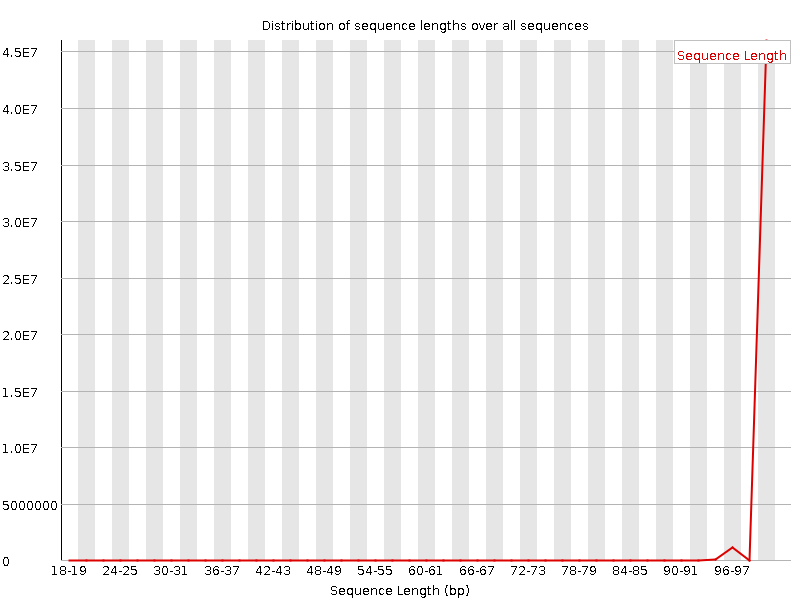 Distribution of sequence lengths over all sequences
Sequence Length
4.5E7
4.0E7
3.5E7
3.0E7
2.5E7
2.0E7
1.5E7
1.0E7
5000000
0
18-19 24-25 30-31 36-37 42-43 48-49 54-55 60-61 66-67 72-73 78-79 84-85 90-91 96-97
Sequence Length (bp)